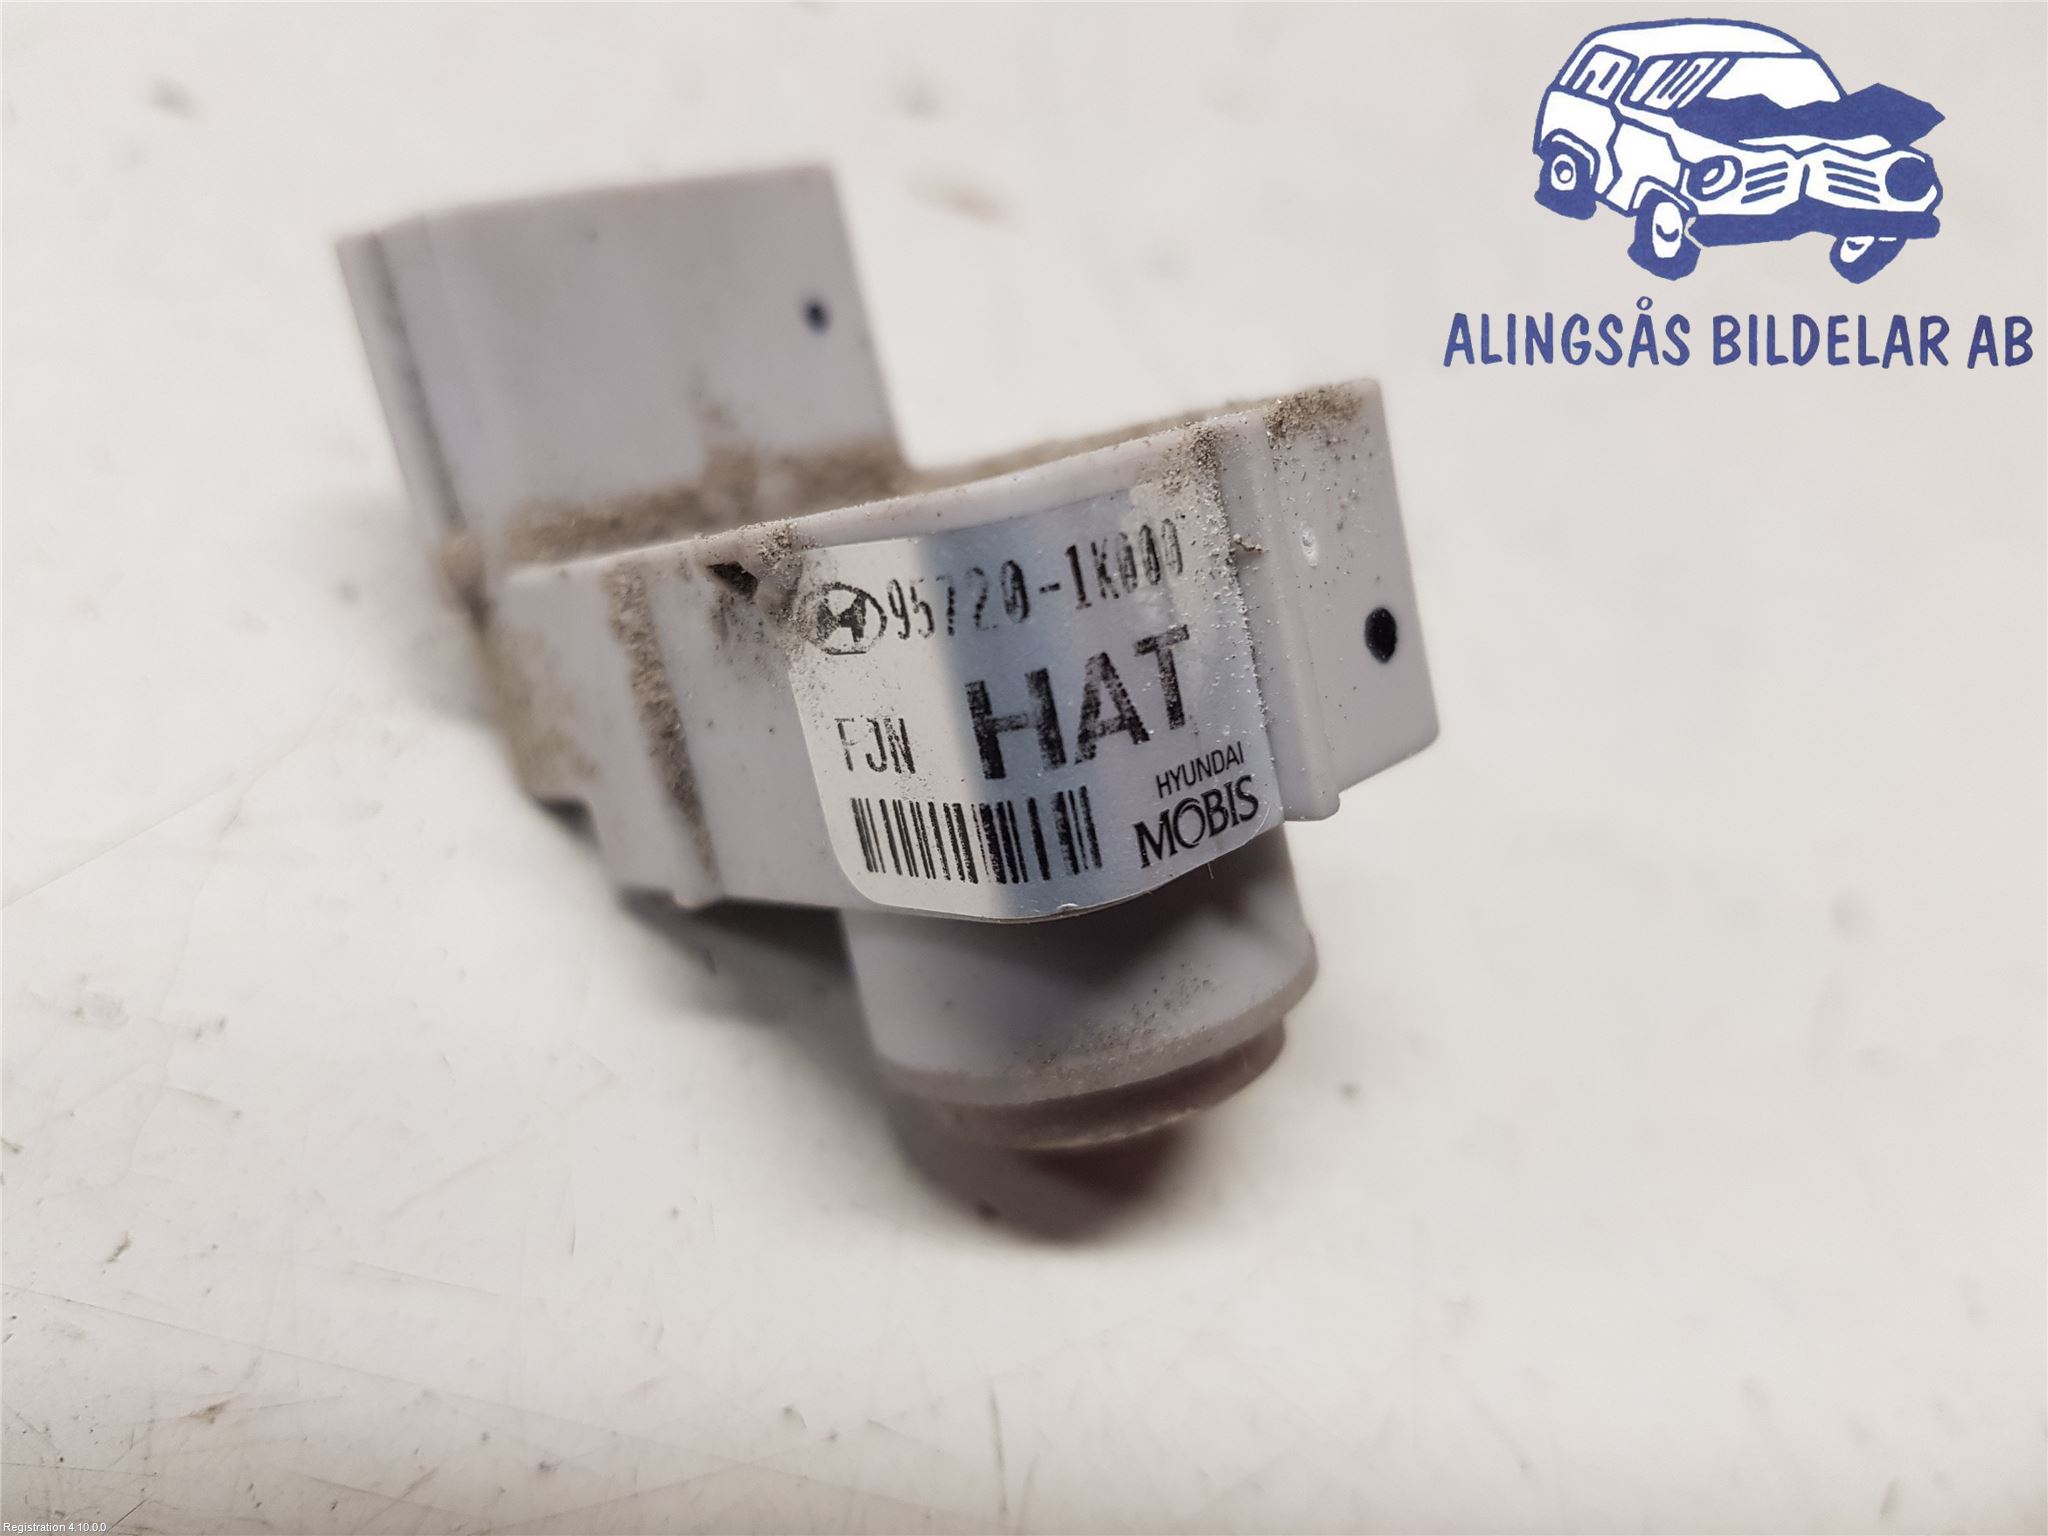 ALINGSÅS BILDELAR AB
95720-1K000
HAT
FJN
HYUNDAI
MOBIS
Registration 4.10.0.0